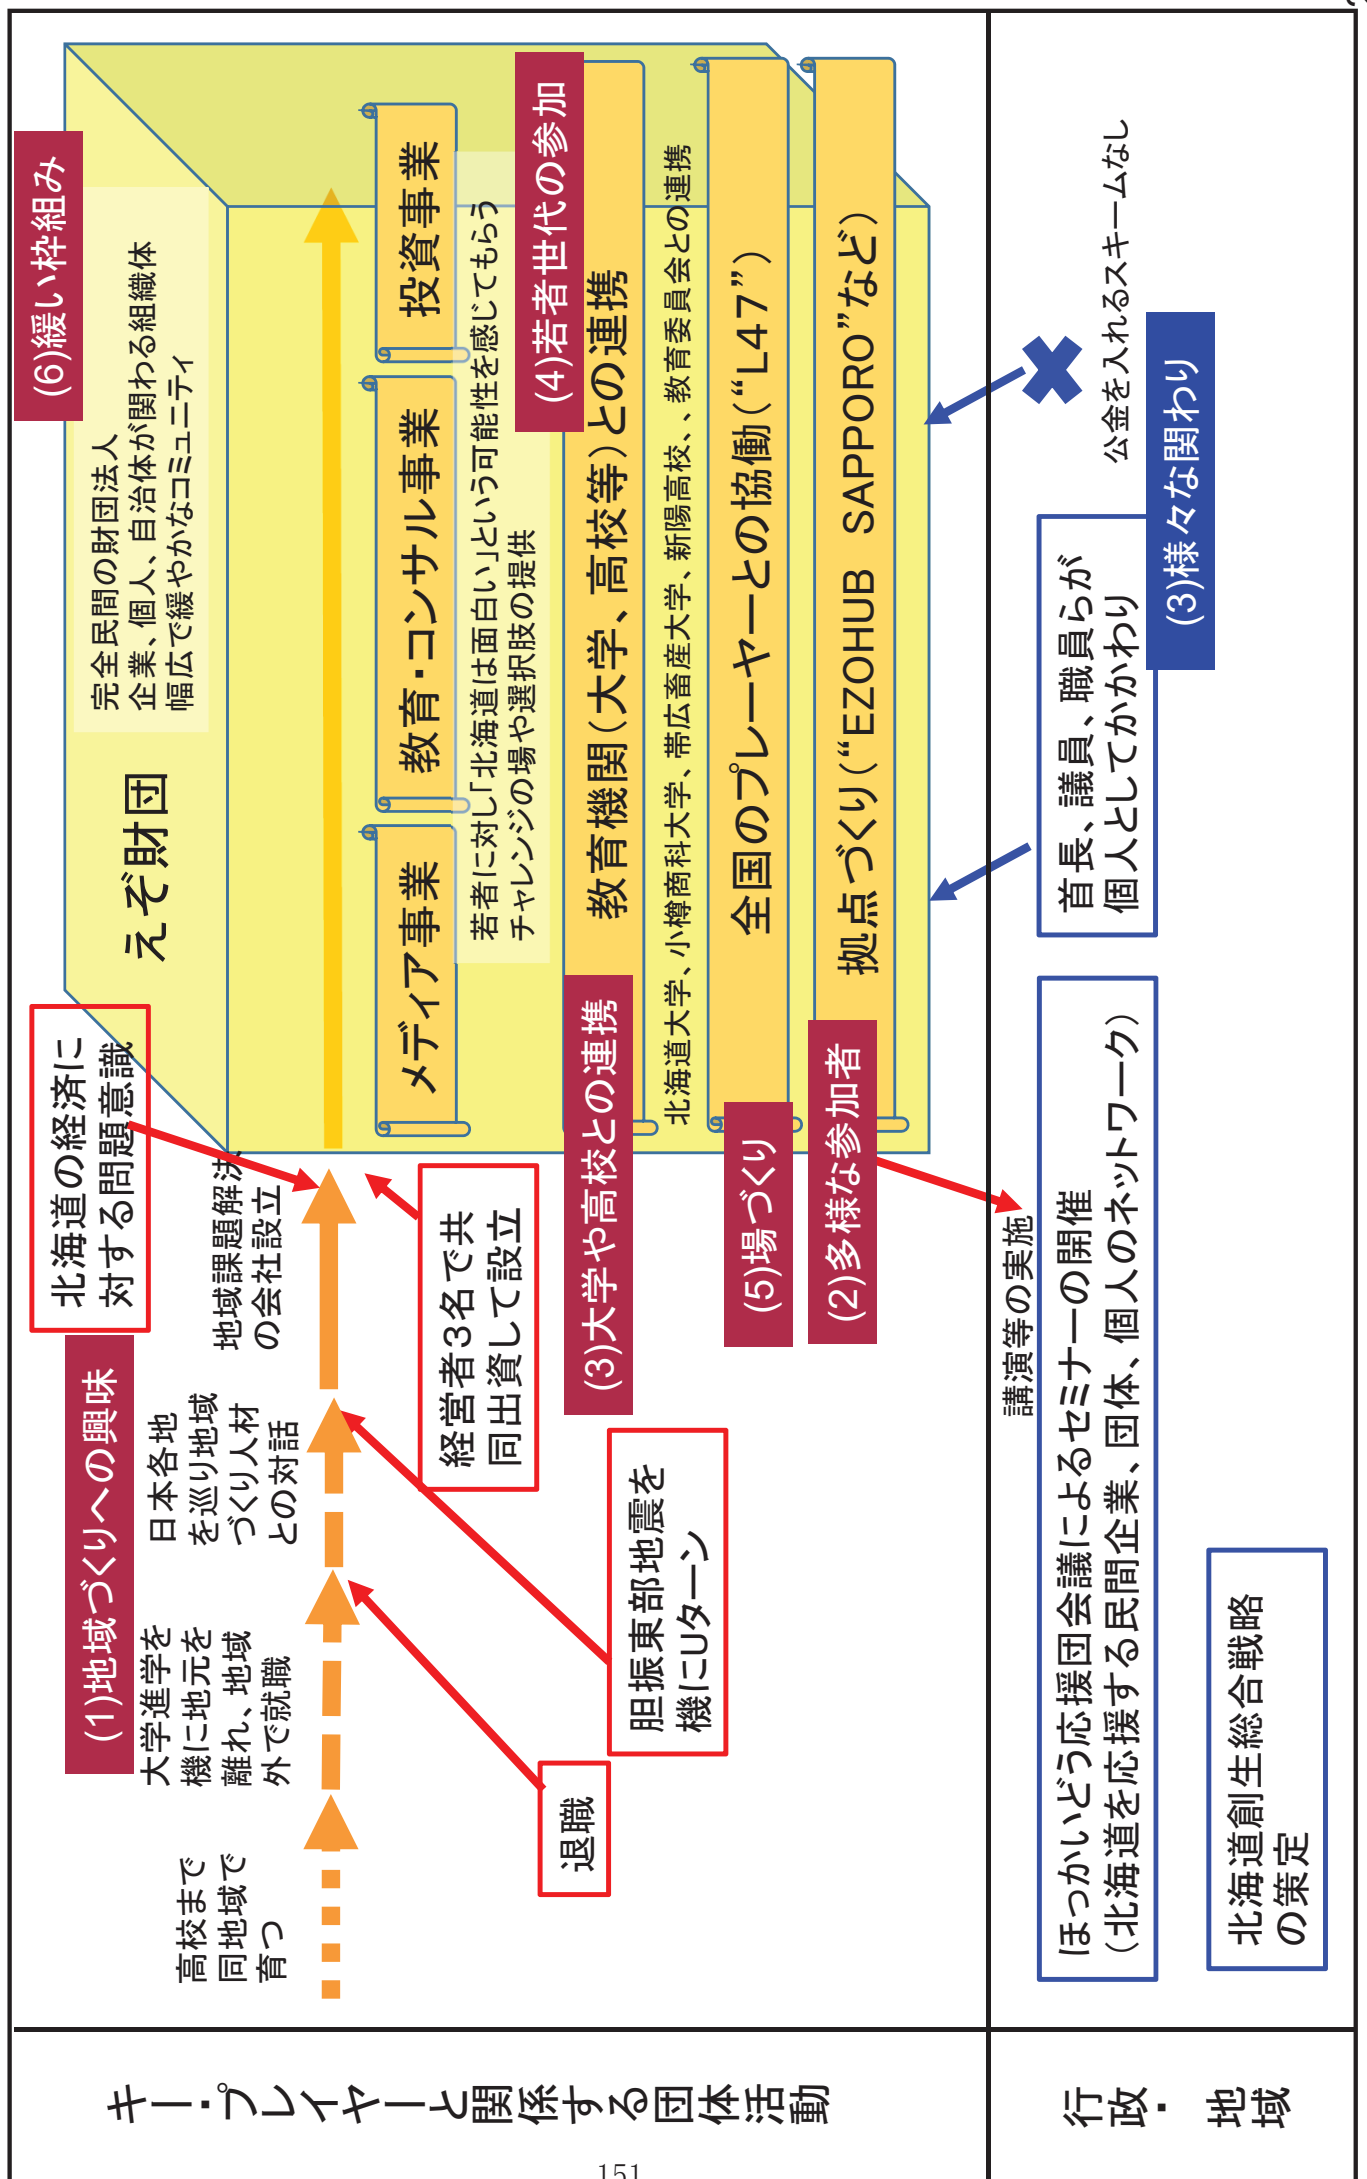 キー・プレイヤーと関係する団体活動
(1)地域づくりへの興味
高校まで
同地域で
育つ
大学進学を
機に地元を
離れ、地域
外で就職
日本各地
を巡り地域
づくり人材
との対話
地域課題解決
の会社設立
北海道の経済に
対する問題意識
退職
胆振東部地震を
機にUターン
経営者3名で共
同出資して設立
えぞ財団
(6)緩い枠組み
完全民間の財団法人
企業、個人、自治体が関わる組織体
幅広で緩やかなコミュニティ
メディア事業
教育・コンサル事業
投資事業
若者に対し「北海道は面白い」という可能性を感じてもらう
チャレンジの場や選択肢の提供
(4)若者世代の参加
(3)大学や高校との連携
教育機関(大学、高校等)との連携
北海道大学、小樽商科大学、帯広畜産大学、新陽高校、、教育委員会との連携
(5)場づくり
全国のプレーヤーとの協働(“L47”)
(2)多様な参加者
拠点づくり(“EZOHUB SAPPORO”など)
行政・地域
講演等の実施
ほっかいどう応援団会議によるセミナーの開催
(北海道を応援する民間企業、団体、個人のネットワーク)
首長、議員、職員らが
個人としてかかわり
公金を入れるスキームなし
(3)様々な関わり
北海道創生総合戦略
の策定
151